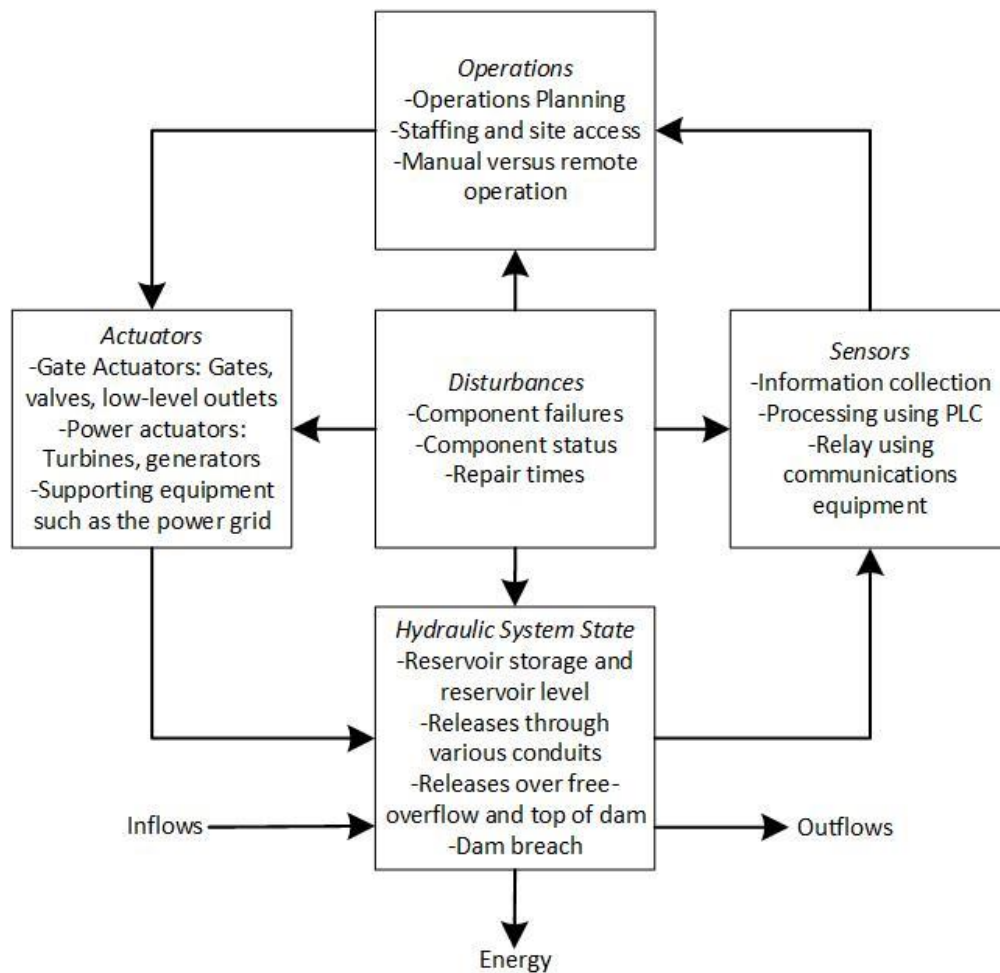 Operations
-Operations Planning
-Staffing and site access
-Manual versus remote
operation
Actuators
-Gate Actuators: Gates,
valves, low-level outlets
-Power actuators:
Turbines, generators
-Supporting equipment
such as the power grid
Disturbances
-Component failures
-Component status
-Repair times
Sensors
-Information collection
-Processing using PLC
-Relay using
communications
equipment
Hydraulic System State
-Reservoir storage and
reservoir level
-Releases through
various conduits
-Releases over free-
overflow and top of dam
-Dam breach
Inflows
Outflows
Energy